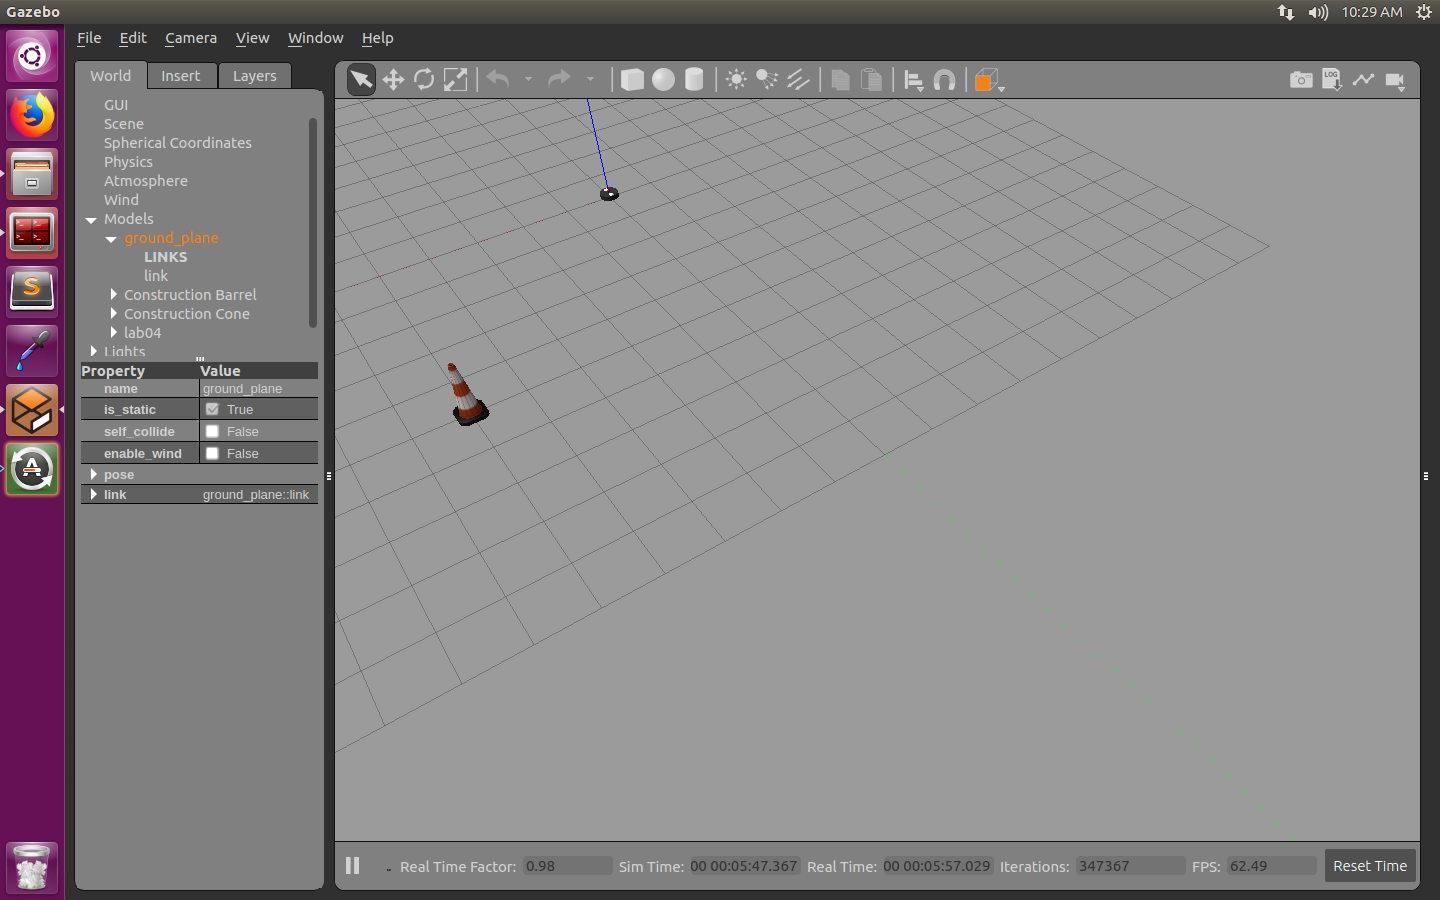 Gazebo
10:29 AM
File Edit Camera View Window Help
World Insert Layers
LOG
GUI
Scene
Spherical Coordinates
Physics
Atmosphere
Wind
Models
ground_plane
LINKS
link
Construction Barrel
Construction Cone
lab04
Lights
Property Value
name ground_plane
is_static True
self_collide False
enable_wind False
pose
link ground_plane::link
Real Time Factor: 0.98 Sim Time: 00 00:05:47.367 Real Time: 00 00:05:57.029 Iterations: 347367 FPS: 62.49 Reset Time